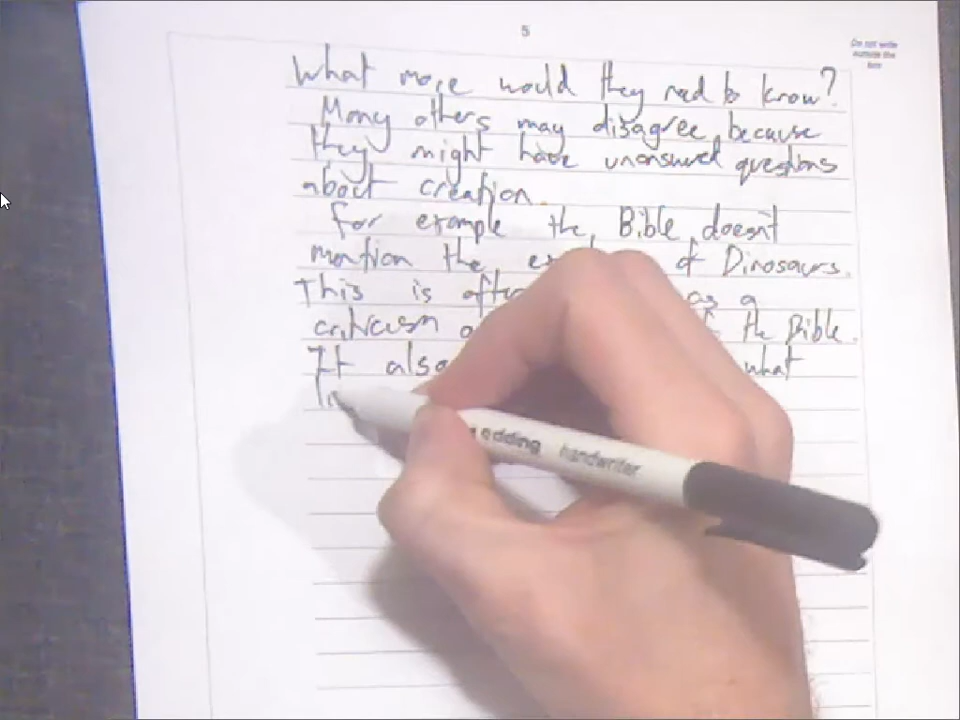 5
Do not write
outside the
box
What more would they need to know?
Many others may disagree because
they might have unanswered questions
about creation.
for example the Bible doesn't
mention the of Dinosaurs.
This is as a
criticism the Bible.
It also what
edding handwriter